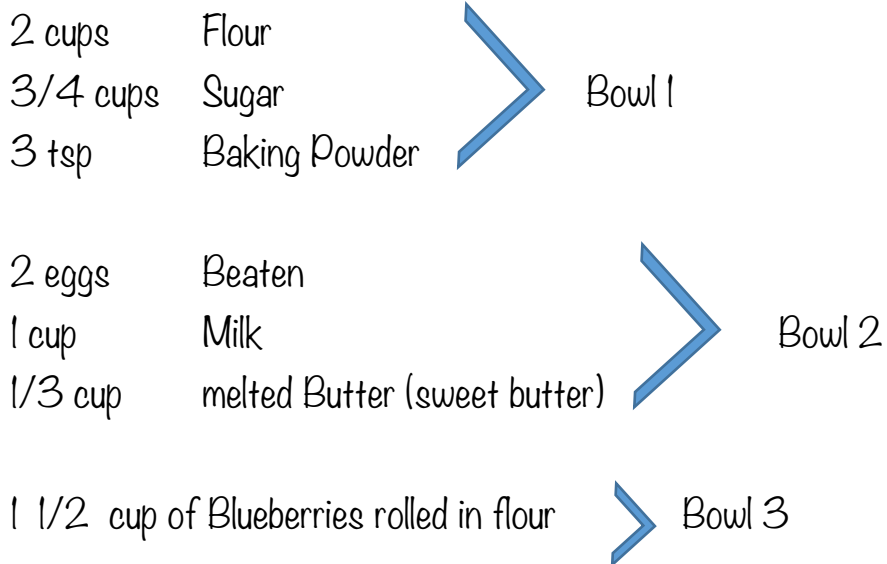 2 cups Flour
3/4 cups Sugar Bowl 1
3 tsp Baking Powder
2 eggs Beaten
1 cup Milk Bowl 2
1/3 cup melted Butter (sweet butter)
1 1/2 cup of Blueberries rolled in flour Bowl 3